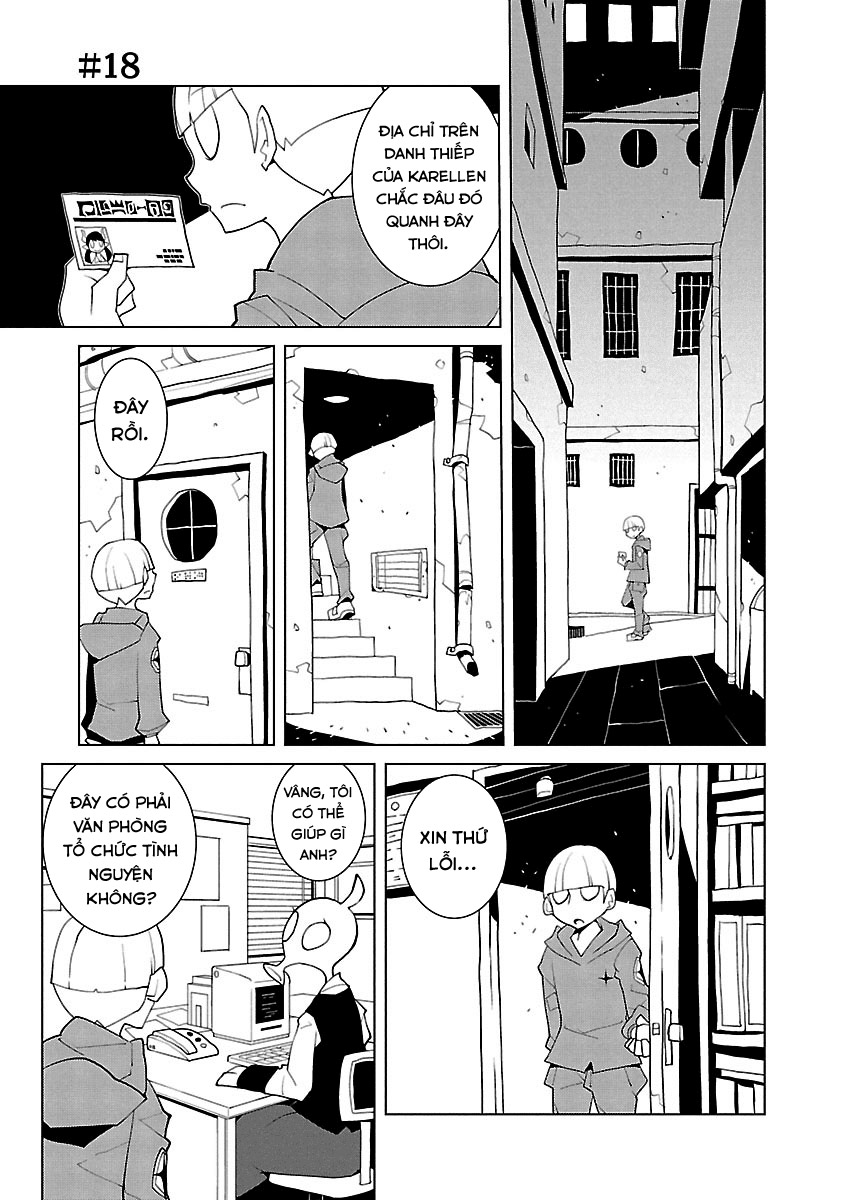 #18
ĐỊA CHỈ TRÊN
DANH THIẾP
CỦA KARELLEN
CHẮC ĐÂU ĐÓ
QUANH ĐÂY
THÔI.
ĐÂY
RỒI.
XIN THỨ
LỖI...
VÂNG, TÔI
CÓ THỂ
GIÚP GÌ
ANH?
ĐÂY CÓ PHẢI
VĂN PHÒNG
TỔ CHỨC TÌNH
NGUYỆN
KHÔNG?